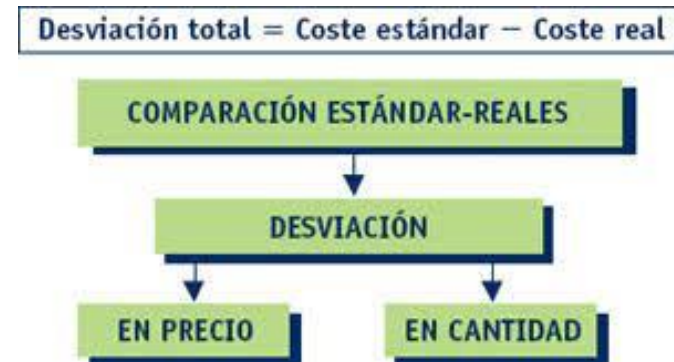 Desviación total = Coste estándar − Coste real
COMPARACIÓN ESTÁNDAR-REALES
DESVIACIÓN
EN PRECIO
EN CANTIDAD